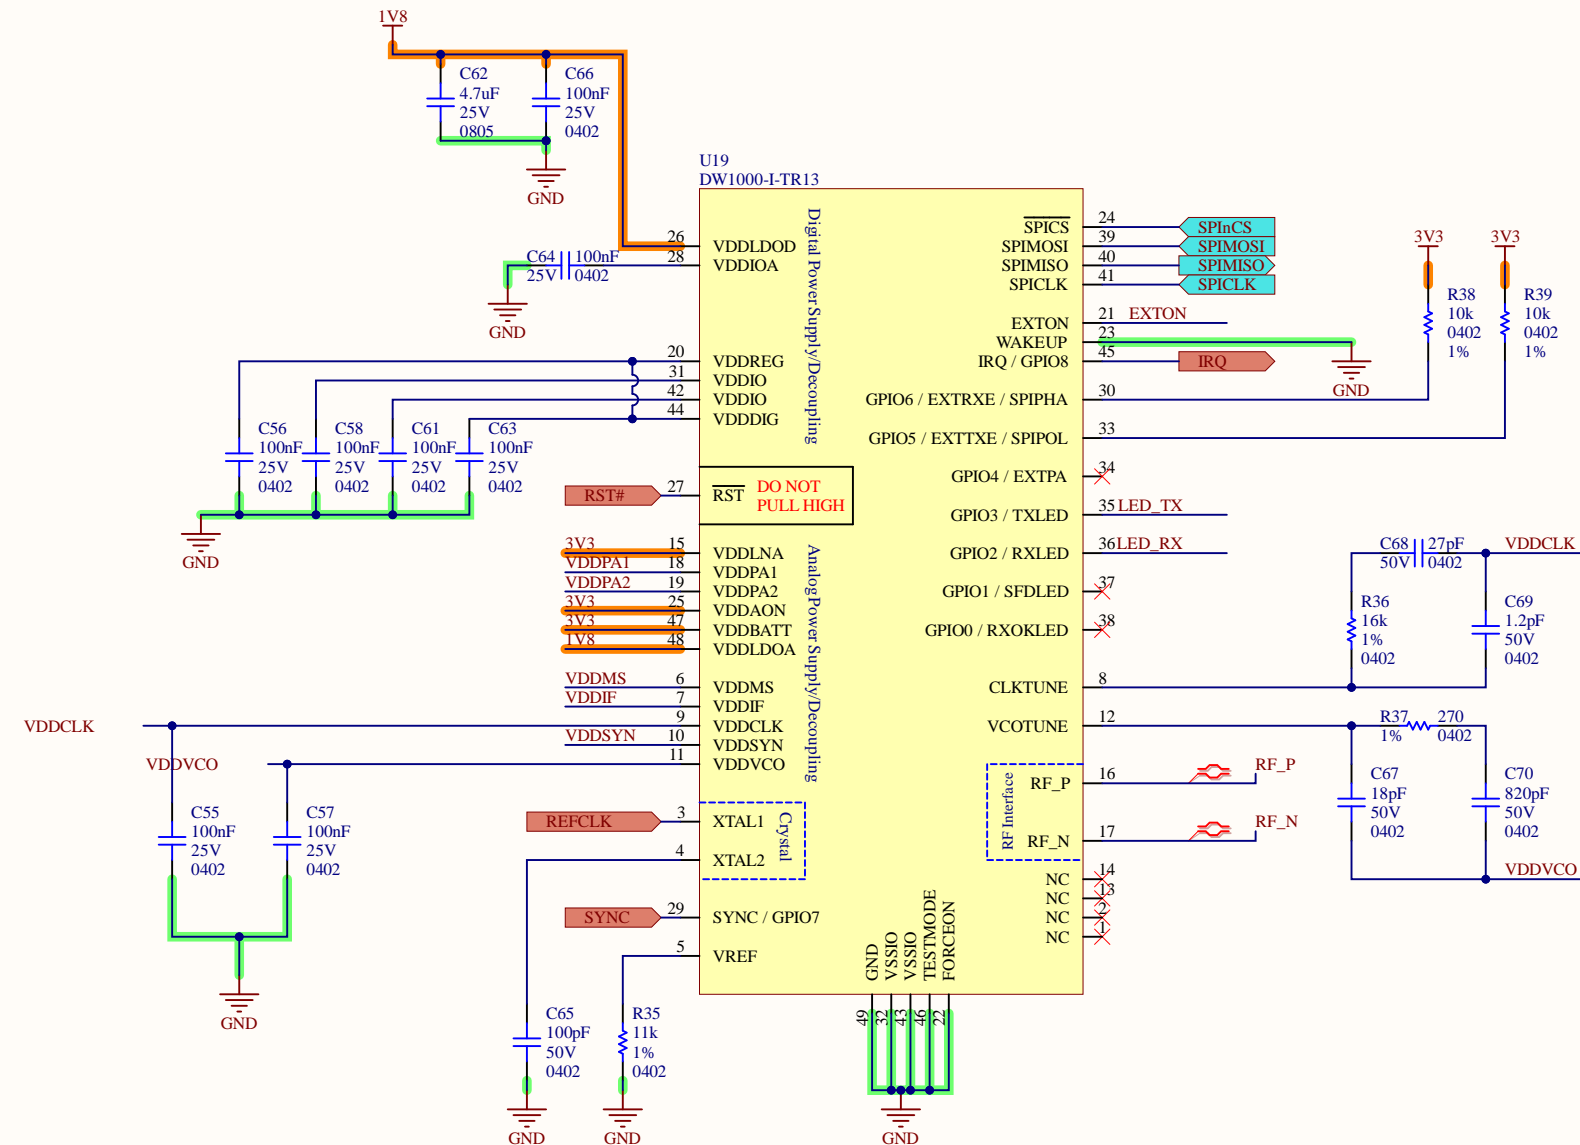 1V8
C62
4.7uF
25V
0805
C66
100nF
25V
0402
GND
U19
DW1000-I-TR13
26 VDDLDOD
28 VDDIOA
C64 100nF
25V 0402
GND
20 VDDREG
31 VDDIO
42 VDDIO
44 VDDDIG
Digital Power Supply/Decoupling
C56
100nF
25V
0402
C58
100nF
25V
0402
C61
100nF
25V
0402
C63
100nF
25V
0402
GND
RST# 27 RST
DO NOT
PULL HIGH
3V3 15 VDDLNA
VDDPA1 18 VDDPA1
VDDPA2 19 VDDPA2
3V3 25 VDDAON
3V3 47 VDDBATT
1V8 48 VDDLDOA
VDDMS 6 VDDMS
VDDIF 7 VDDIF
VDDCLK 9 VDDCLK
VDDSYN 10 VDDSYN
VDDVCO 11 VDDVCO
Analog Power Supply/Decoupling
C55
100nF
25V
0402
C57
100nF
25V
0402
GND
REFCLK 3 XTAL1
4 XTAL2
Crystal
SYNC 29 SYNC / GPIO7
5 VREF
C65
100pF
50V
0402
GND
R35
11k
1%
0402
GND
GND
VSSIO
VSSIO
TESTMODE
FORCEON
49
32
43
46
22
GND
SPICS 24 SPInCS
SPIMOSI 39 SPIMOSI
SPIMISO 40 SPIMISO
SPICLK 41 SPICLK
EXTON 21 EXTON
WAKEUP 23
IRQ / GPIO8 45 IRQ
GND
GPIO6 / EXTRXE / SPIPHA 30
GPIO5 / EXTTXE / SPIPOL 33
3V3
R38
10k
0402
1%
3V3
R39
10k
0402
1%
GPIO4 / EXTPA 34
GPIO3 / TXLED 35 LED_TX
GPIO2 / RXLED 36 LED_RX
GPIO1 / SFDLED 37
GPIO0 / RXOKLED 38
CLKTUNE 8
C68 27pF
50V 0402
VDDCLK
R36
16k
1%
0402
C69
1.2pF
50V
0402
VCOTUNE 12
R37 270
1% 0402
C67
18pF
50V
0402
C70
820pF
50V
0402
VDDVCO
RF Interface
RF_P 16 RF_P
RF_N 17 RF_N
NC 14
NC 13
NC 2
NC 1